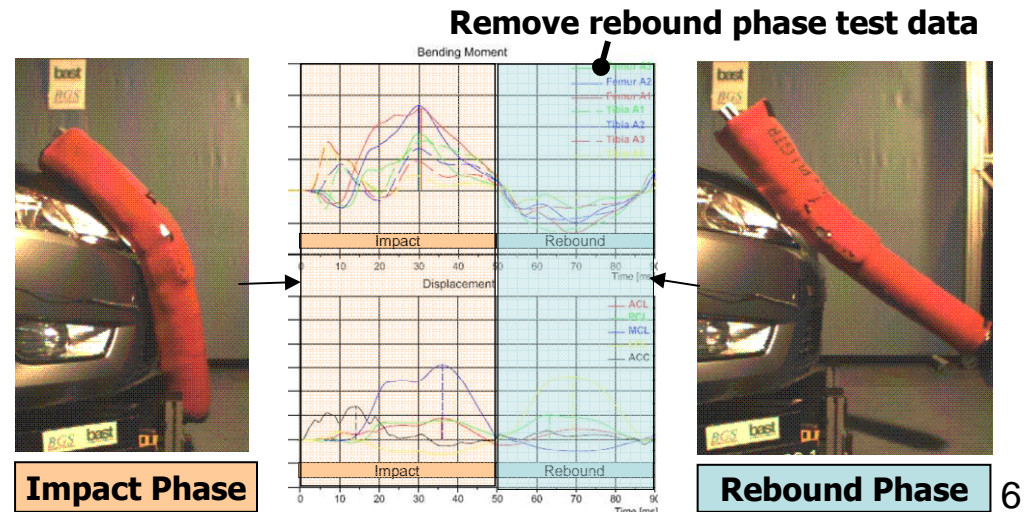 Remove rebound phase test data
Bending Moment
Femur A2
Femur A1
Tibia A1
Tibia A2
Tibia A3
Impact
Rebound
10 20 30 40 50 60 70 80 90
Time [ms]
Displacement
ACL
PCL
MCL
ACC
Impact
Rebound
0 10 20 30 40 50 60 70 80 90
Time [ms]
bast
BGS
BGS bast
Impact Phase
bast
BGS
BGS bast
Rebound Phase
6